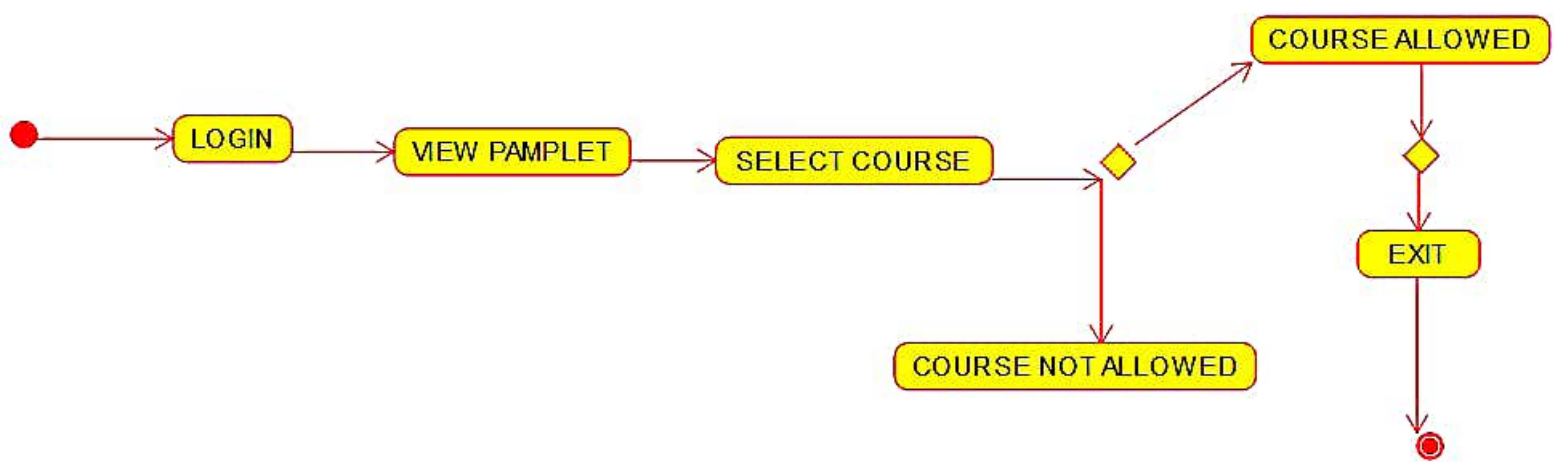 COURSE ALLOWED
LOGIN
VIEW PAMPLET
SELECT COURSE
EXIT
COURSE NOT ALLOWED